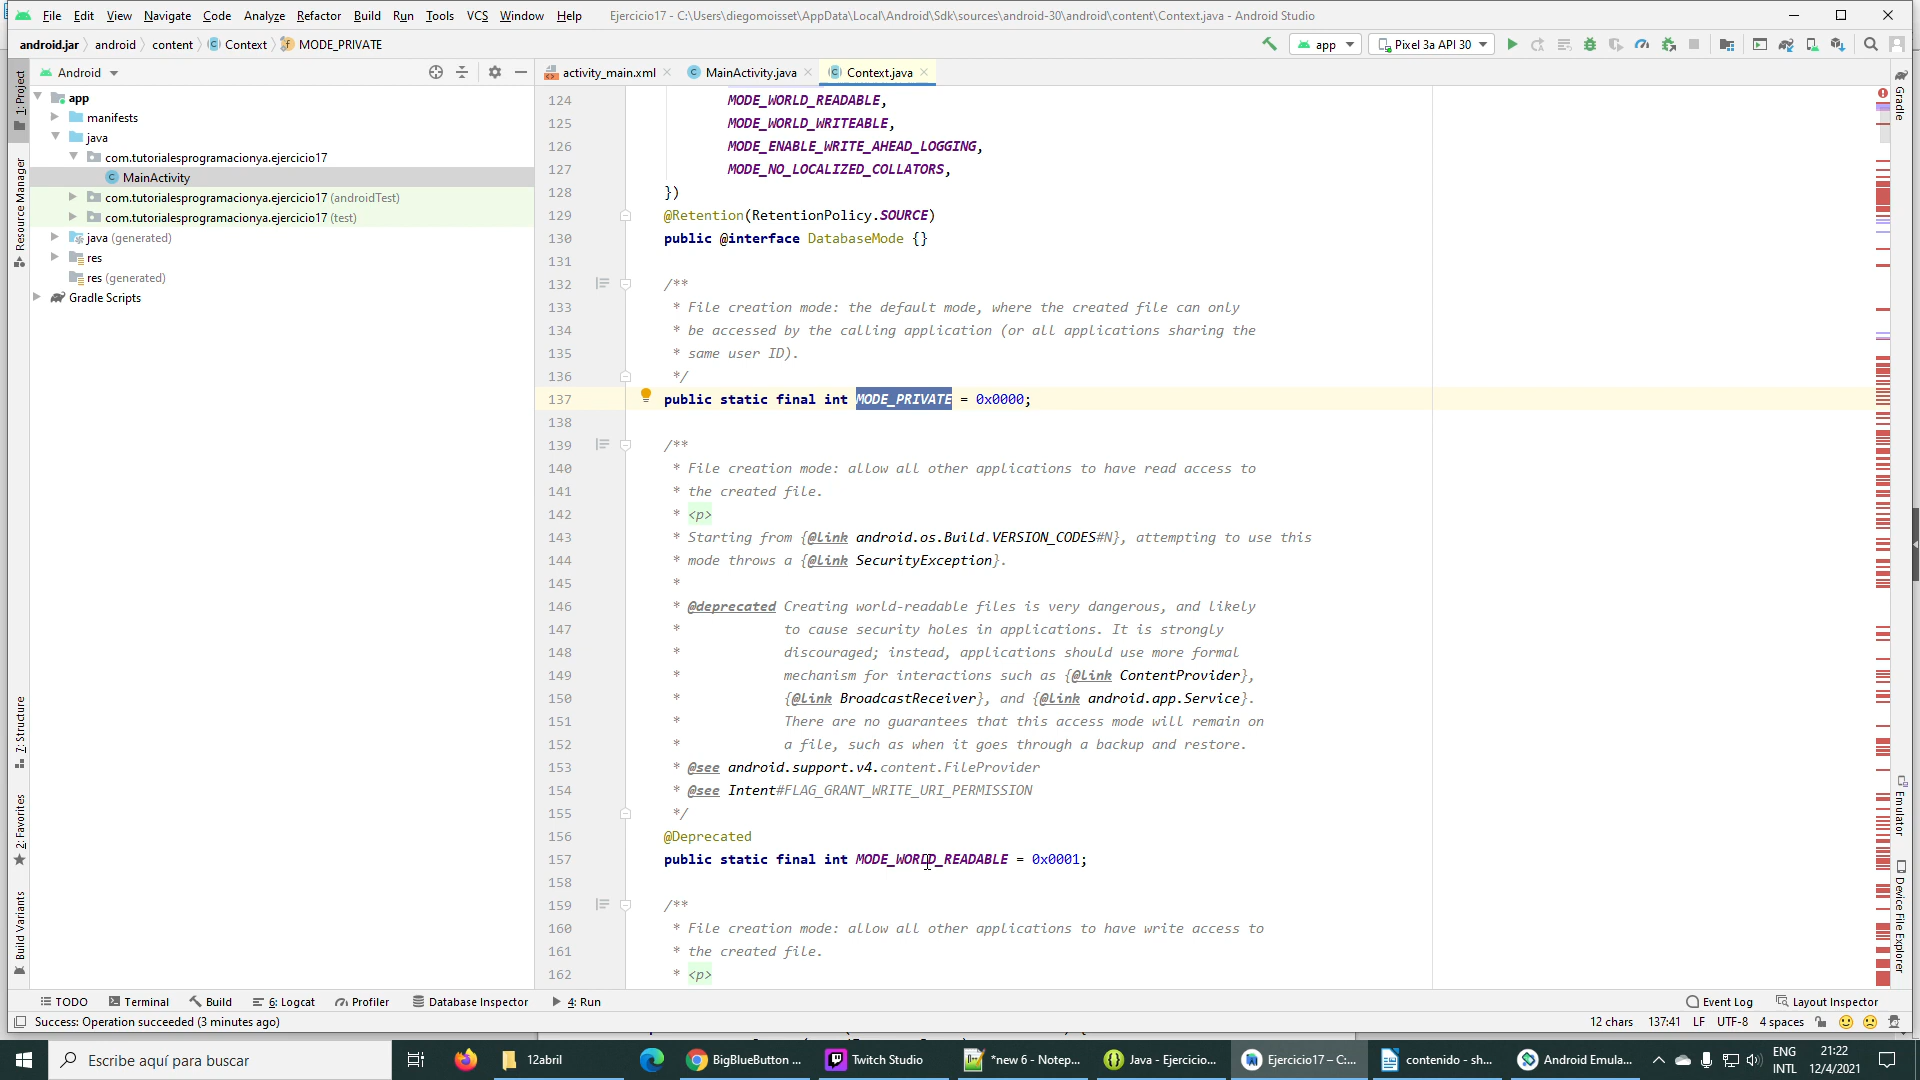 File Edit View Navigate Code Analyze Refactor Build Run Tools VCS Window Help Ejercicio17 - C:\Users\diegomoisset\AppData\Local\Android\Sdk\sources\android-30\android\content\Context.java - Android Studio
android.jar android content Context MODE_PRIVATE app Pixel 3a API 30
Android activity_main.xml MainActivity.java Context.java
1: Project
Resource Manager
7: Structure
2: Favorites
Build Variants
app
manifests
java
com.tutorialesprogramacionya.ejercicio17
MainActivity
com.tutorialesprogramacionya.ejercicio17 (androidTest)
com.tutorialesprogramacionya.ejercicio17 (test)
java (generated)
res
res (generated)
Gradle Scripts
124 MODE_WORLD_READABLE,
125 MODE_WORLD_WRITEABLE,
126 MODE_ENABLE_WRITE_AHEAD_LOGGING,
127 MODE_NO_LOCALIZED_COLLATORS,
128 })
129 @Retention(RetentionPolicy.SOURCE)
130 public @interface DatabaseMode {}
131
132 /**
133 * File creation mode: the default mode, where the created file can only
134 * be accessed by the calling application (or all applications sharing the
135 * same user ID).
136 */
137 public static final int MODE_PRIVATE = 0x0000;
138
139 /**
140 * File creation mode: allow all other applications to have read access to
141 * the created file.
142 * <p>
143 * Starting from {@link android.os.Build.VERSION_CODES#N}, attempting to use this
144 * mode throws a {@link SecurityException}.
145 *
146 * @deprecated Creating world-readable files is very dangerous, and likely
147 * to cause security holes in applications. It is strongly
148 * discouraged; instead, applications should use more formal
149 * mechanism for interactions such as {@link ContentProvider},
150 * {@link BroadcastReceiver}, and {@link android.app.Service}.
151 * There are no guarantees that this access mode will remain on
152 * a file, such as when it goes through a backup and restore.
153 * @see android.support.v4.content.FileProvider
154 * @see Intent#FLAG_GRANT_WRITE_URI_PERMISSION
155 */
156 @Deprecated
157 public static final int MODE_WORLD_READABLE = 0x0001;
158
159 /**
160 * File creation mode: allow all other applications to have write access to
161 * the created file.
162 * <p>
Gradle
Emulator
Device File Explorer
TODO Terminal Build 6: Logcat Profiler Database Inspector 4: Run Event Log Layout Inspector
Success: Operation succeeded (3 minutes ago) 12 chars 137:41 LF UTF-8 4 spaces
Escribe aquí para buscar 12abril BigBlueButton ... Twitch Studio *new 6 - Notep... Java - Ejercicio... Ejercicio17 – C:... contenido - sh... Android Emula... ENG 21:22
INTL 12/4/2021